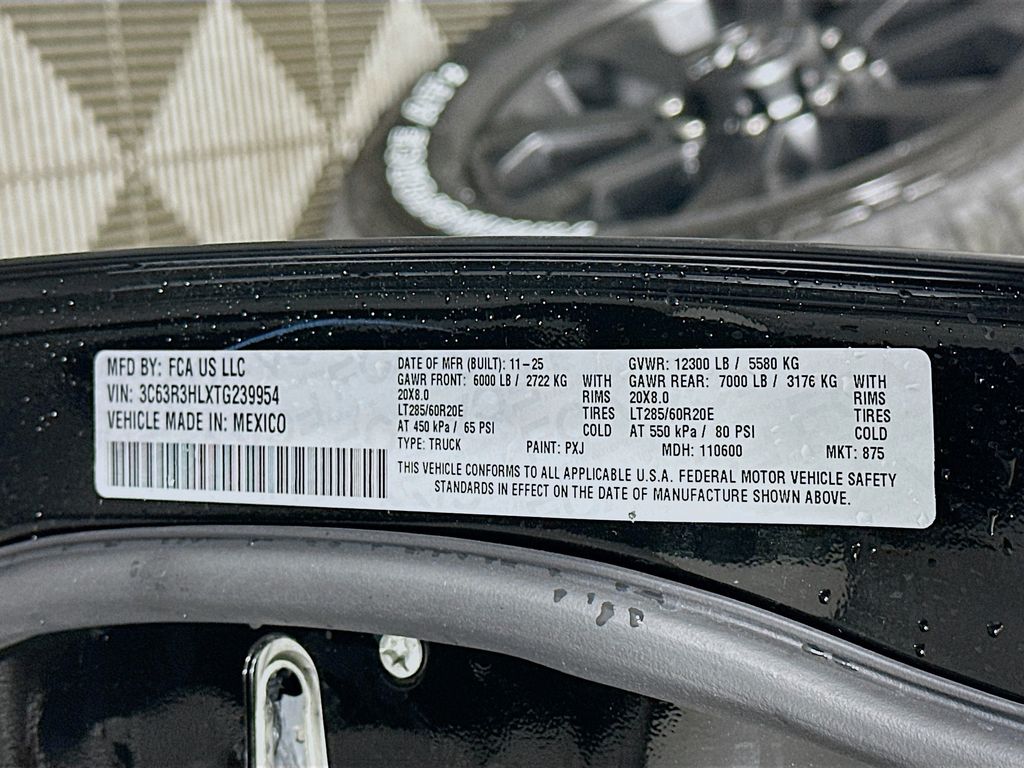 MFD BY: FCA US LLC
VIN: 3C63R3HLXTG239954
VEHICLE MADE IN: MEXICO
DATE OF MFR (BUILT): 11-25
GAWR FRONT: 6000 LB / 2722 KG WITH
20X8.0 RIMS
LT285/60R20E TIRES
AT 450 kPa / 65 PSI COLD
GVWR: 12300 LB / 5580 KG
GAWR REAR: 7000 LB / 3176 KG WITH
20X8.0 RIMS
LT285/60R20E TIRES
AT 550 kPa / 80 PSI COLD
TYPE: TRUCK PAINT: PXJ MDH: 110600 MKT: 875
THIS VEHICLE CONFORMS TO ALL APPLICABLE U.S.A. FEDERAL MOTOR VEHICLE SAFETY
STANDARDS IN EFFECT ON THE DATE OF MANUFACTURE SHOWN ABOVE.